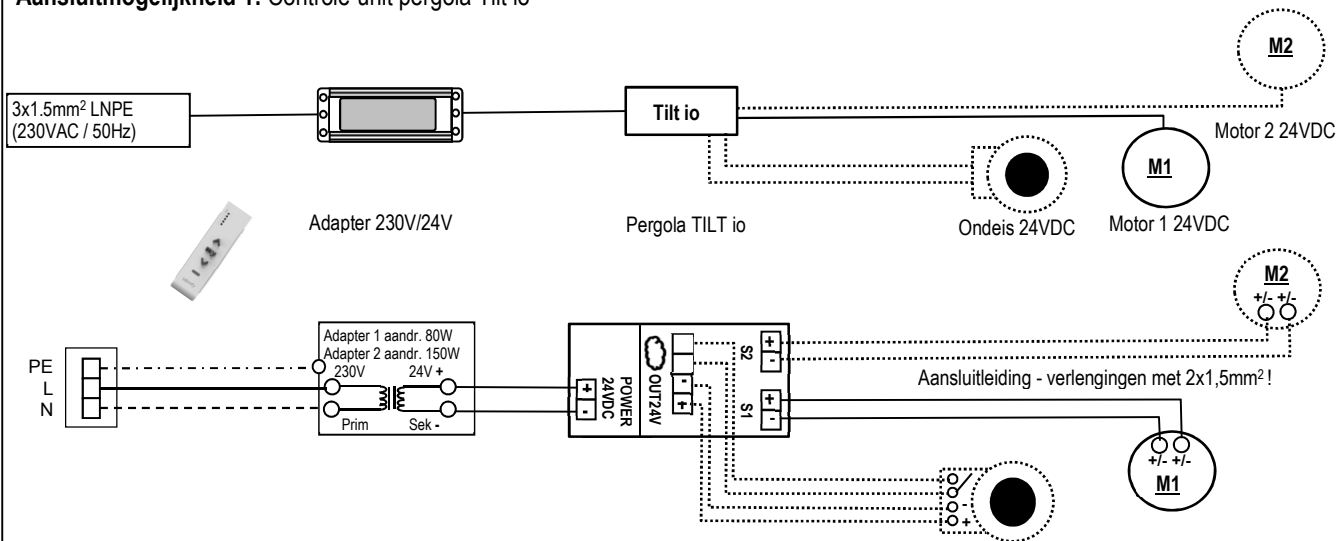 Aansluitmogelijkheid 1: Controle unit pergola Tilt io
M2
3x1.5mm² LNPE
(230VAC / 50Hz)
Tilt io
Motor 2 24VDC
M1
Adapter 230V/24V
Pergola TILT io
Ondeis 24VDC
Motor 1 24VDC
M2
+/- +/-
Adapter 1 aandr. 80W
Adapter 2 aandr. 150W
PE
230V
24V +
L
N
Prim
Sek -
+
-
POWER
24VDC
OUT24V
-
+
S2
+
-
S1
+
-
Aansluitleiding - verlengingen met 2x1,5mm² !
+/- +/-
M1
-
+